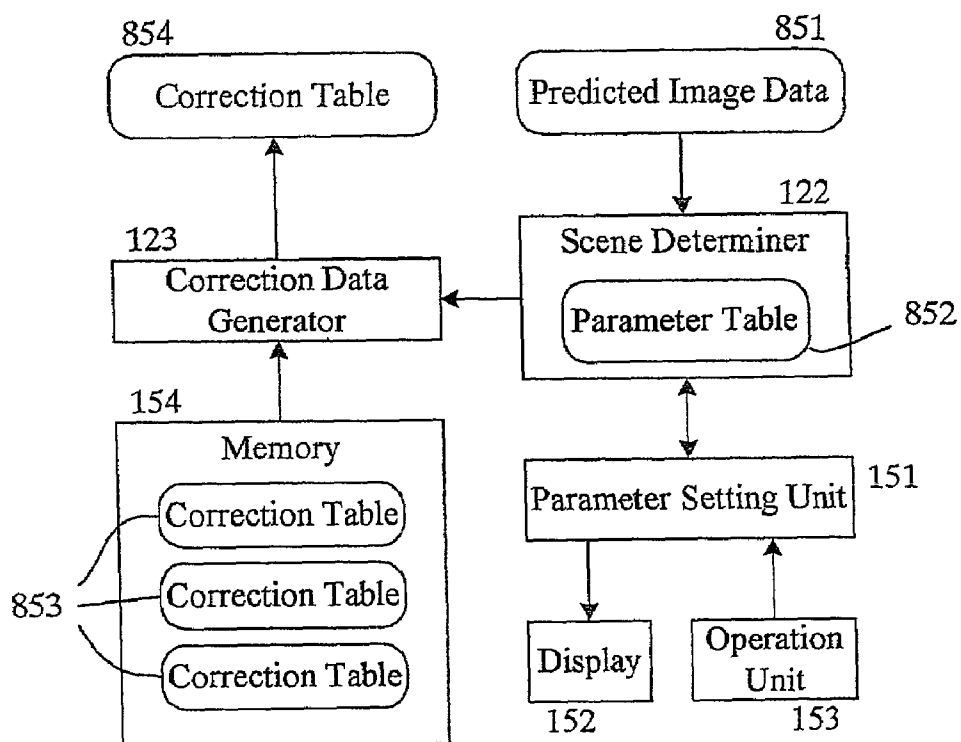 854
Correction Table
851
Predicted Image Data
122
Scene Determiner
Parameter Table
852
123
Correction Data
Generator
154
Memory
Correction Table
Correction Table
Correction Table
853
151
Parameter Setting Unit
Display
152
Operation
Unit
153